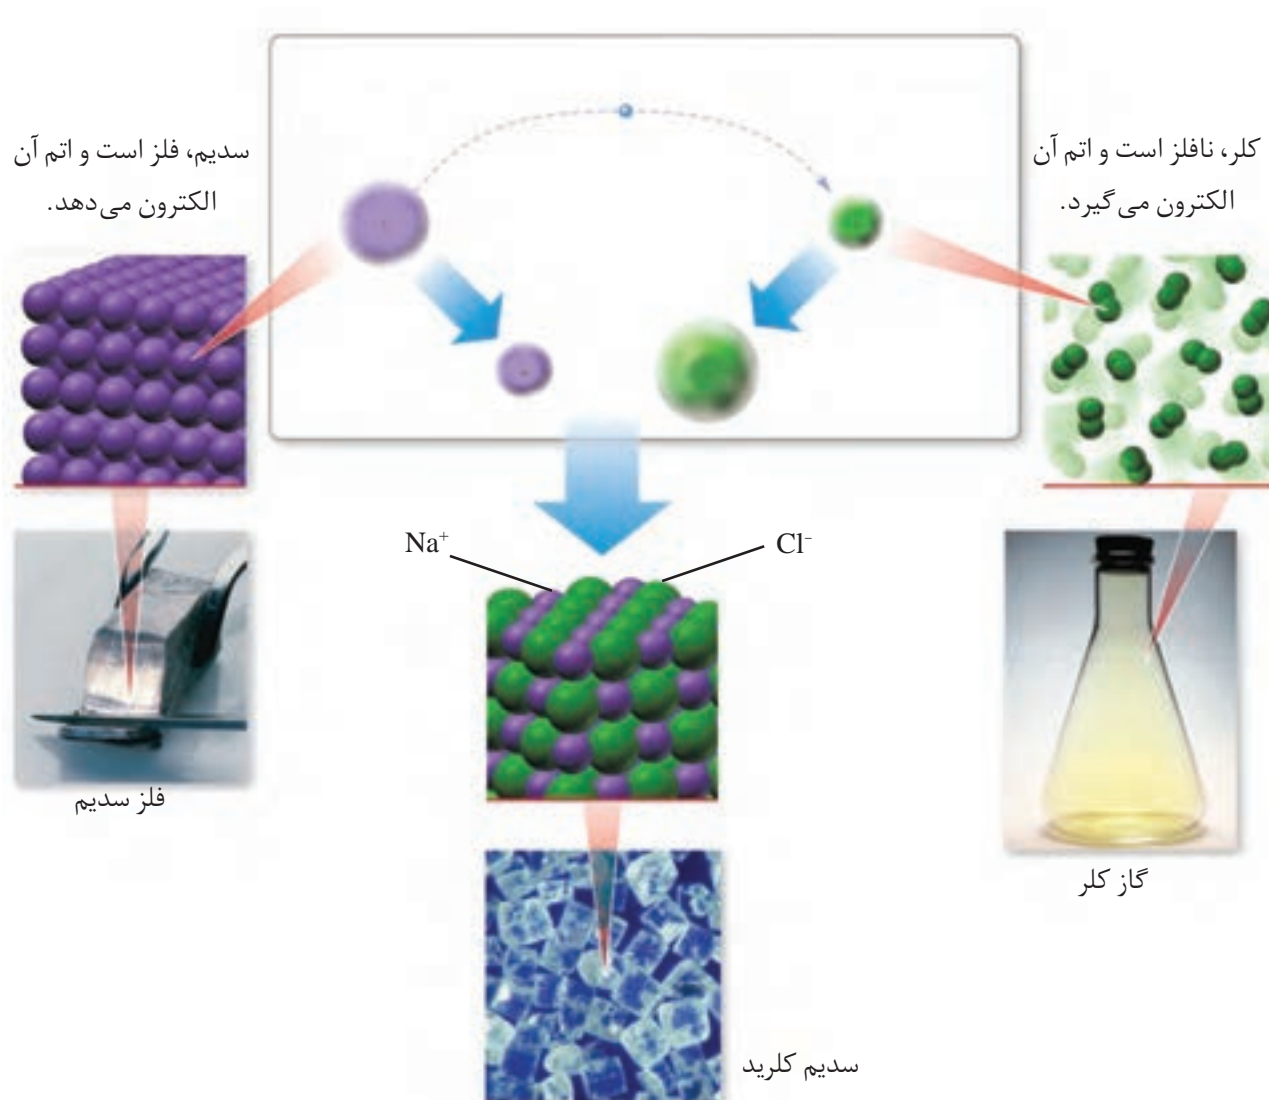 کلر، نافلز است و اتم آن
الکترون می‌گیرد.
سدیم، فلز است و اتم آن
الکترون می‌دهد.
Na⁺
Cl⁻
فلز سدیم
گاز کلر
سدیم کلرید